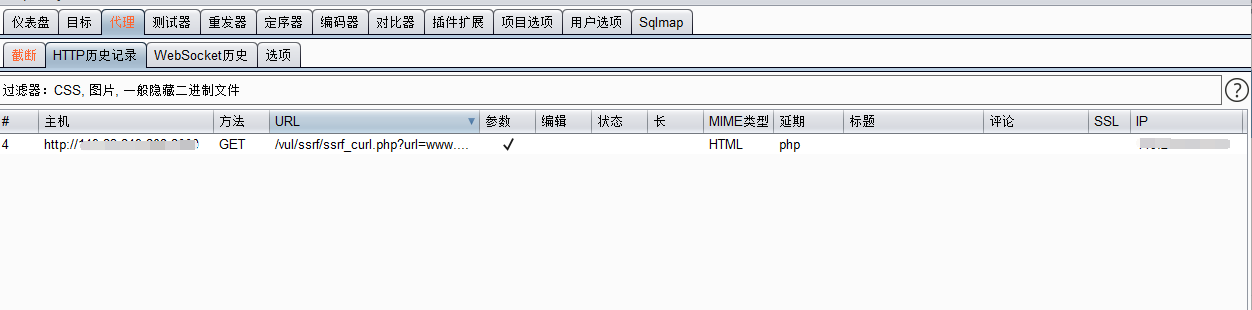 仪表盘 目标 代理 测试器 重发器 定序器 编码器 对比器 插件扩展 项目选项 用户选项 Sqlmap
截断 HTTP历史记录 WebSocket历史 选项
过滤器：CSS, 图片, 一般隐藏二进制文件 ?
# 主机 方法 URL 参数 编辑 状态 长 MIME类型 延期 标题 评论 SSL IP
4 http:// GET /vul/ssrf/ssrf_curl.php?url=www.... ✓ HTML php